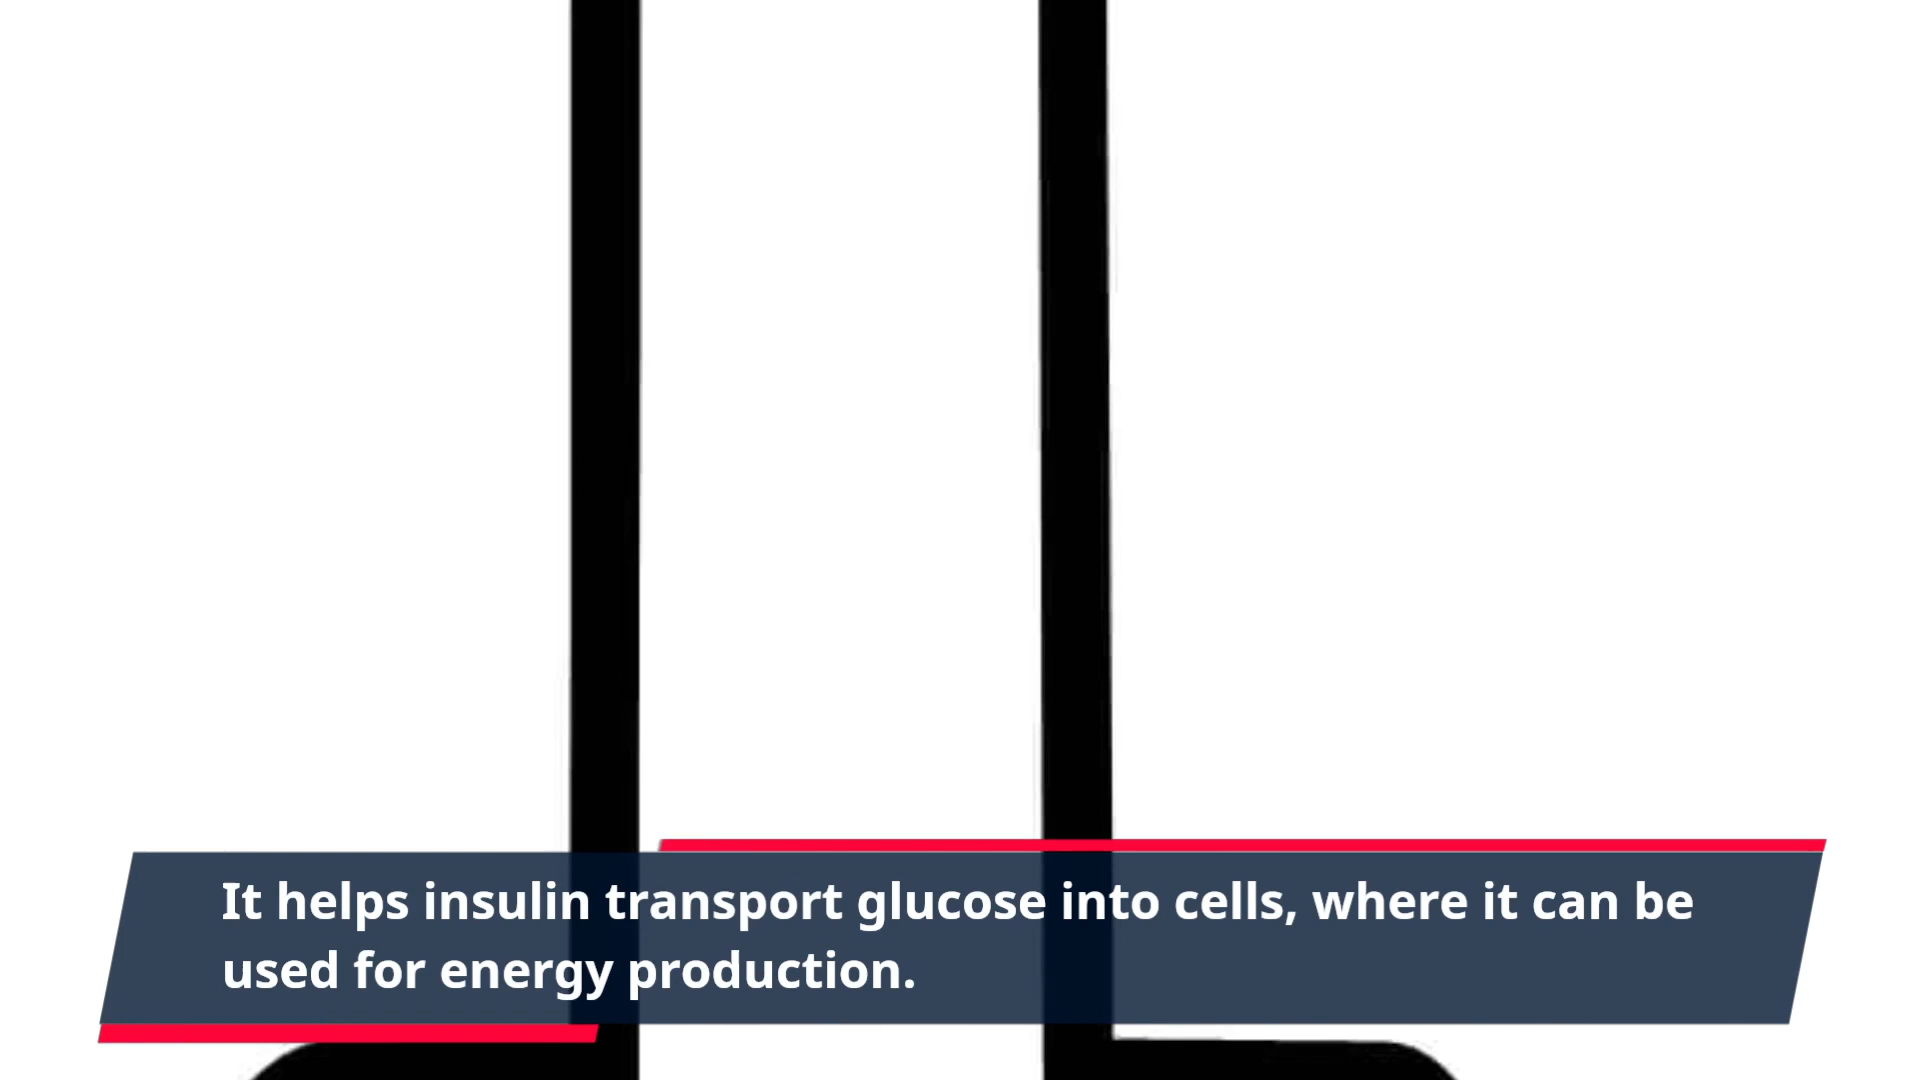 It helps insulin transport glucose into cells, where it can be
used for energy production.